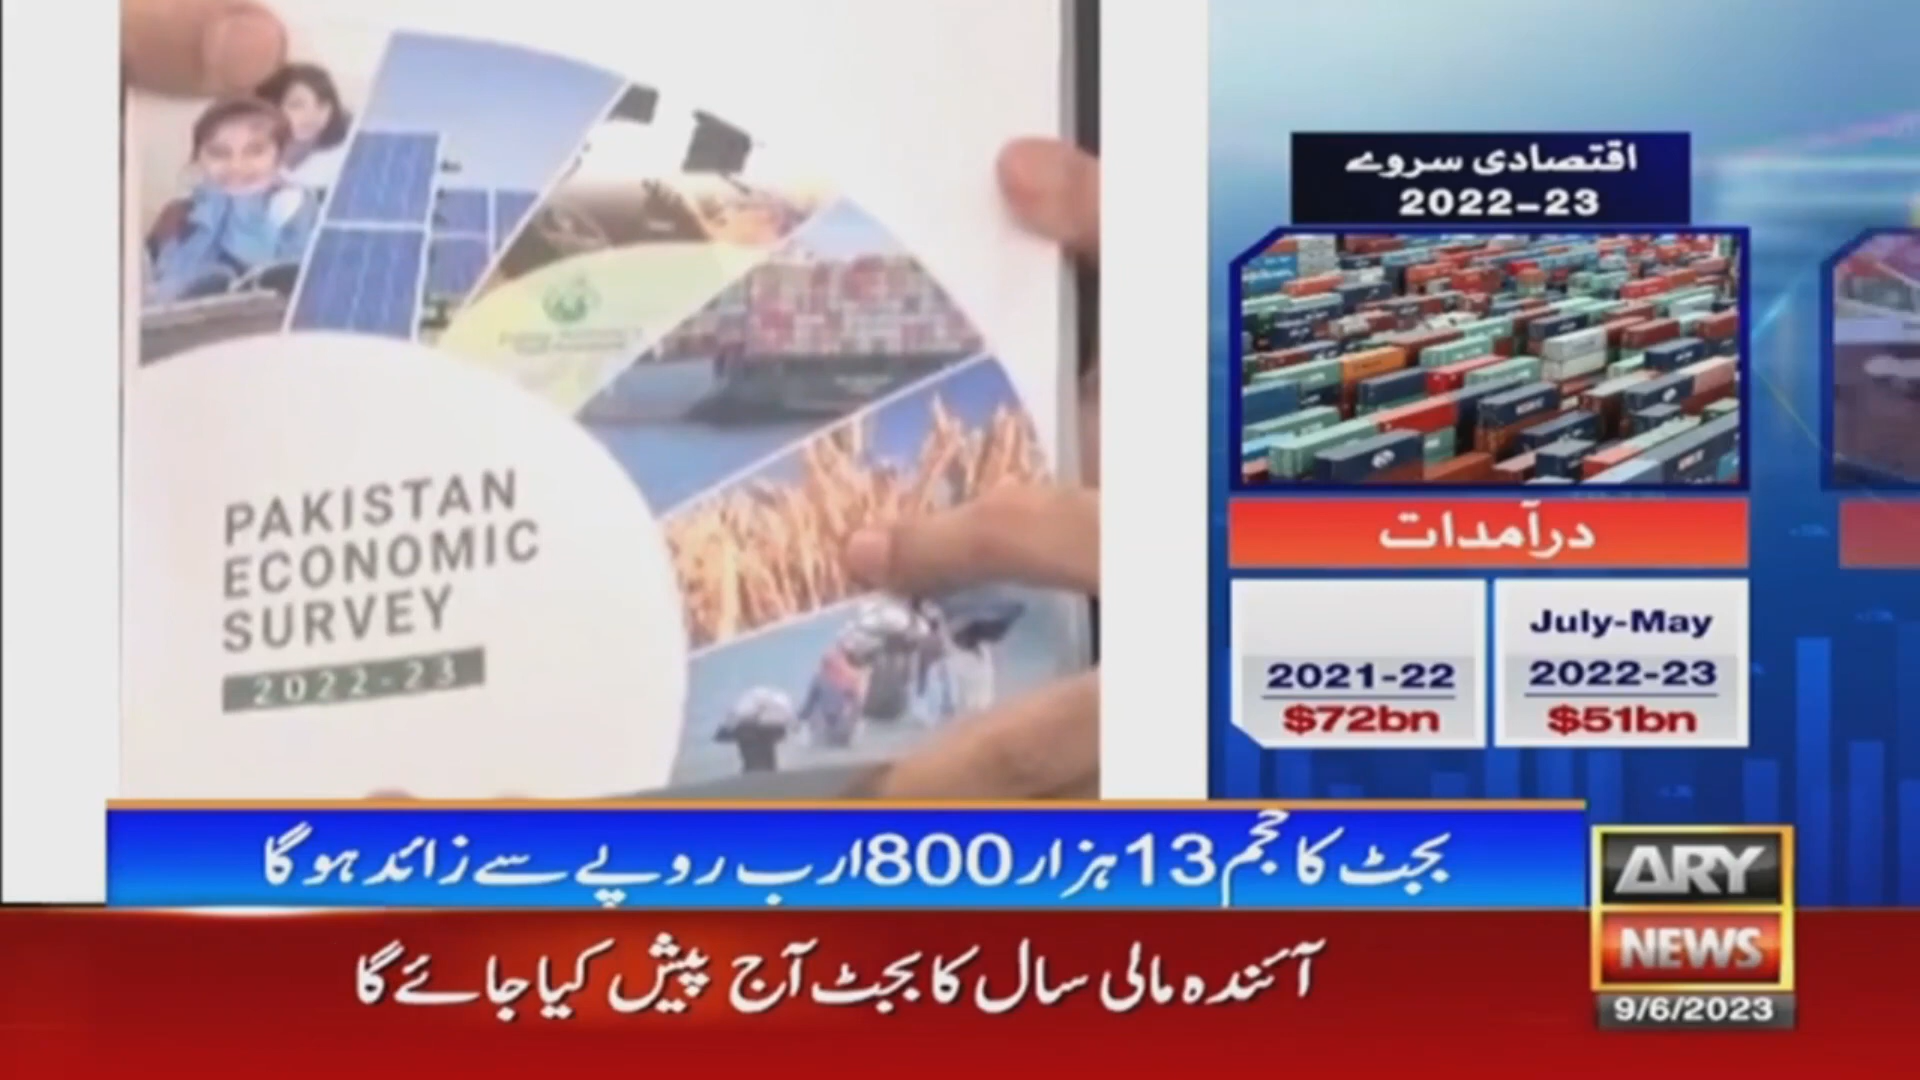 PAKISTAN
ECONOMIC
SURVEY
2022-23
اقتصادی سروے
2022-23
درآمدات
2021-22
$72bn
July-May
2022-23
$51bn
بجٹ کا حجم 13 ہزار 800 ارب روپے سے زائد ہو گا
آئندہ مالی سال کا بجٹ آج پیش کیا جائے گا
ARY
NEWS
9/6/2023